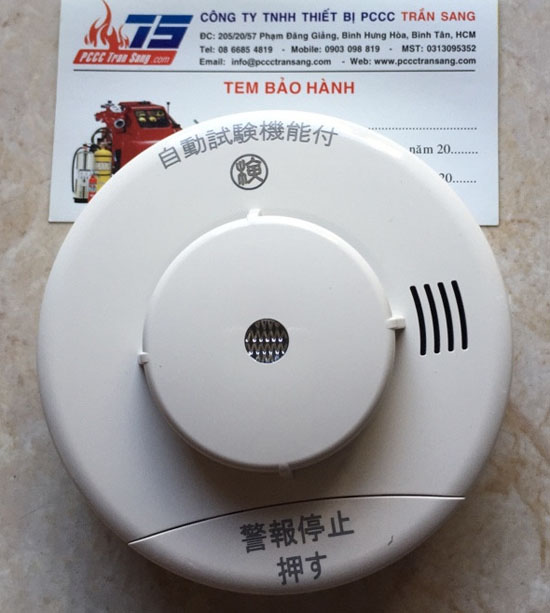 TS
PCCC Tran Sang.com
CÔNG TY TNHH THIẾT BỊ PCCC TRẦN SANG
ĐC: 205/20/57 Phạm Đăng Giảng, Bình Hưng Hòa, Bình Tân, HCM
Tel: 08 6685 4819 - Mobile: 0903 098 819 - MST: 0313095352
Email: info@pccctransang.com - Web: www.pccctransang.com
TEM BẢO HÀNH
năm 20.......
20.......
自動試験機能付
検
警報停止
押す